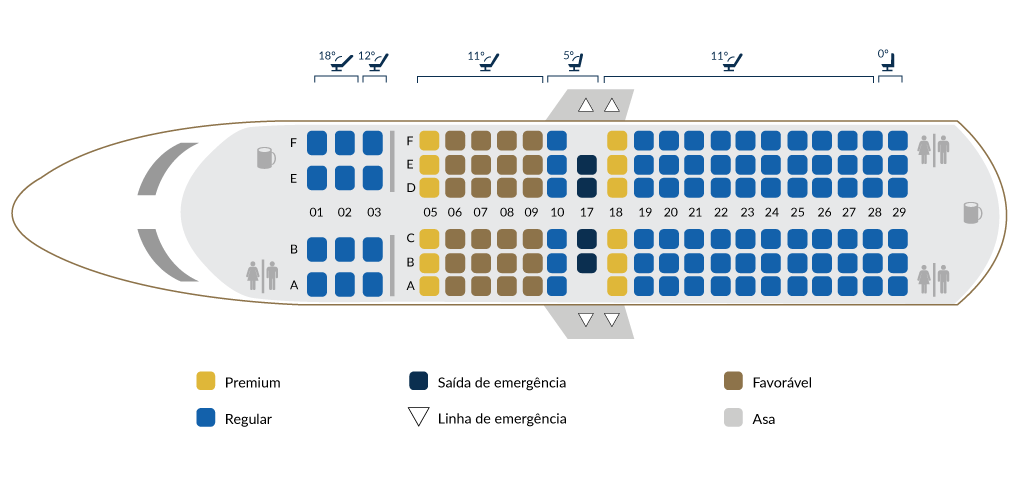 18° 12° 11° 5° 11° 0°
F F
E E
D
01 02 03 05 06 07 08 09 10 17 18 19 20 21 22 23 24 25 26 27 28 29
C
B B
A A
Premium Saída de emergência Favorável
Regular Linha de emergência Asa